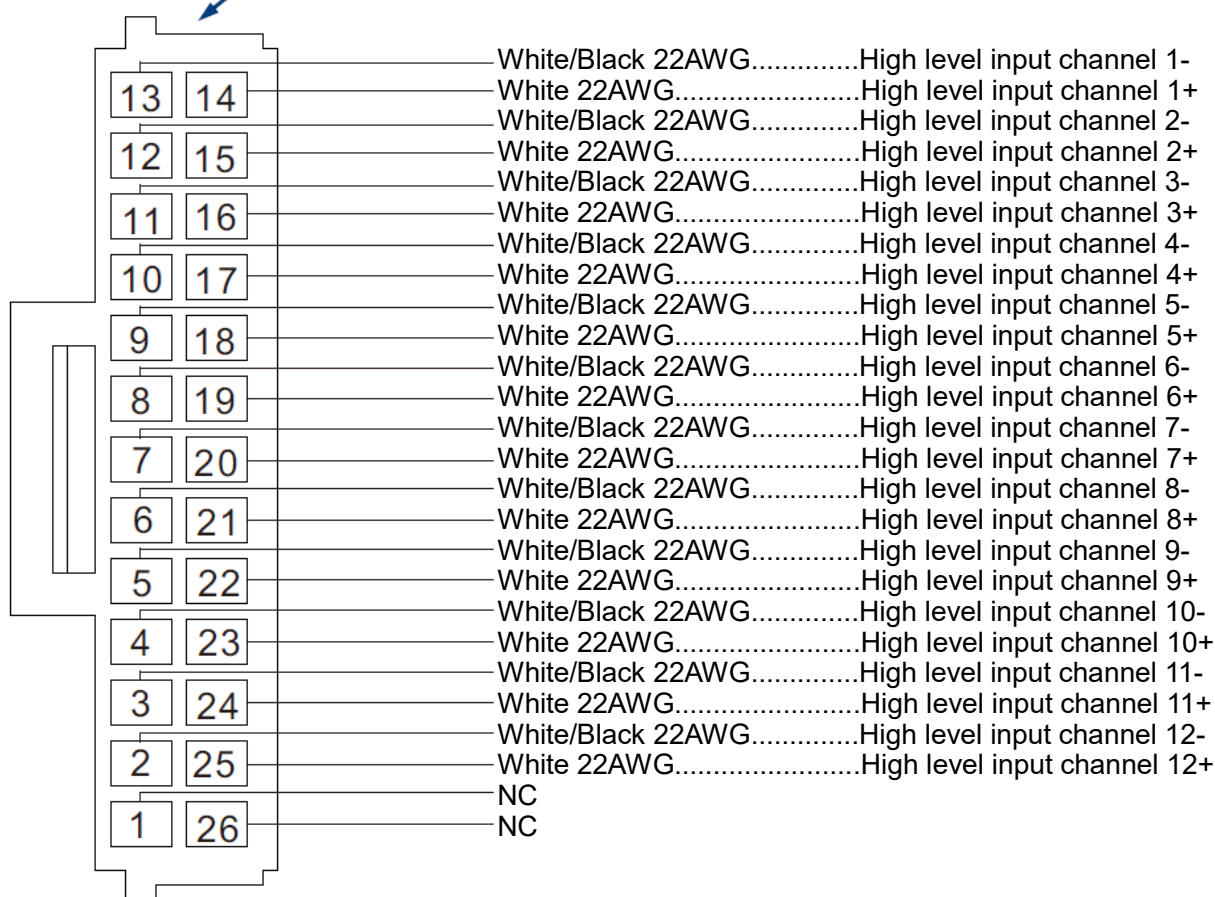 White/Black 22AWG..............High level input channel 1-
13 14 White 22AWG........................High level input channel 1+
White/Black 22AWG..............High level input channel 2-
12 15 White 22AWG........................High level input channel 2+
White/Black 22AWG..............High level input channel 3-
11 16 White 22AWG........................High level input channel 3+
White/Black 22AWG..............High level input channel 4-
10 17 White 22AWG........................High level input channel 4+
White/Black 22AWG..............High level input channel 5-
9 18 White 22AWG........................High level input channel 5+
White/Black 22AWG..............High level input channel 6-
8 19 White 22AWG........................High level input channel 6+
White/Black 22AWG..............High level input channel 7-
7 20 White 22AWG........................High level input channel 7+
White/Black 22AWG..............High level input channel 8-
6 21 White 22AWG........................High level input channel 8+
White/Black 22AWG..............High level input channel 9-
5 22 White 22AWG........................High level input channel 9+
White/Black 22AWG..............High level input channel 10-
4 23 White 22AWG........................High level input channel 10+
White/Black 22AWG..............High level input channel 11-
3 24 White 22AWG........................High level input channel 11+
White/Black 22AWG..............High level input channel 12-
2 25 White 22AWG........................High level input channel 12+
NC
1 26 NC